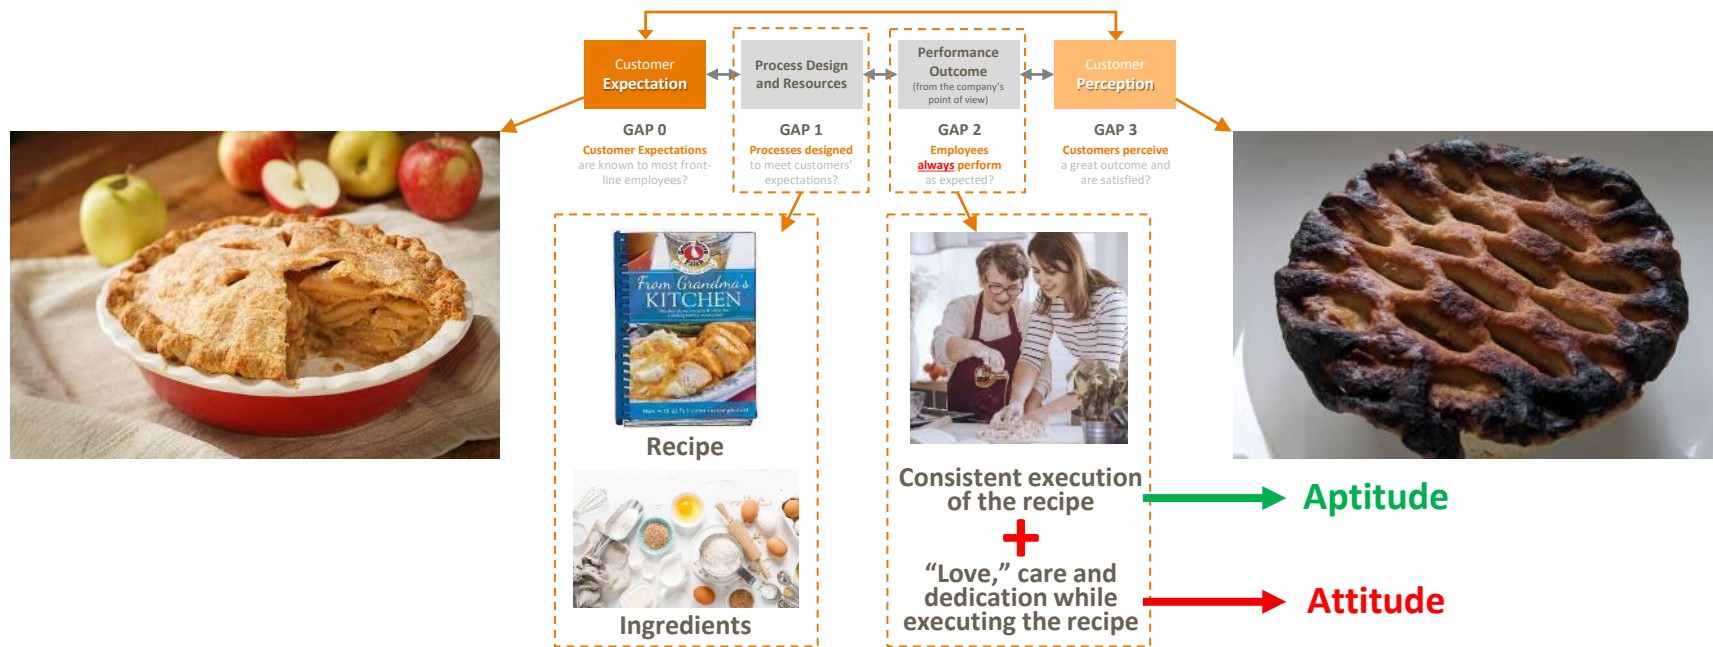 Customer
Expectation
Process Design
and Resources
Performance
Outcome
(from the company's
point of view)
Customer
Perception
GAP 0
Customer Expectations
are known to most front-
line employees?
GAP 1
Processes designed
to meet customers'
expectations?
GAP 2
Employees
always perform
as expected?
GAP 3
Customers perceive
a great outcome and
are satisfied?
From Grandma's
KITCHEN
Recipe
Ingredients
Consistent execution
of the recipe
+
“Love,” care and
dedication while
executing the recipe
Aptitude
Attitude